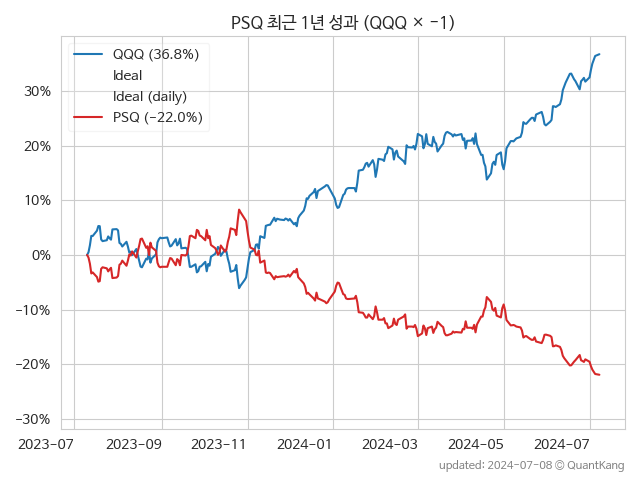 PSQ 최근 1년 성과 (QQQ × −1)
QQQ (36.8%)
Ideal
Ideal (daily)
PSQ (−22.0%)
30%
20%
10%
0%
−10%
−20%
−30%
2023-07
2023-09
2023-11
2024-01
2024-03
2024-05
2024-07
updated: 2024-07-08 © QuantKang